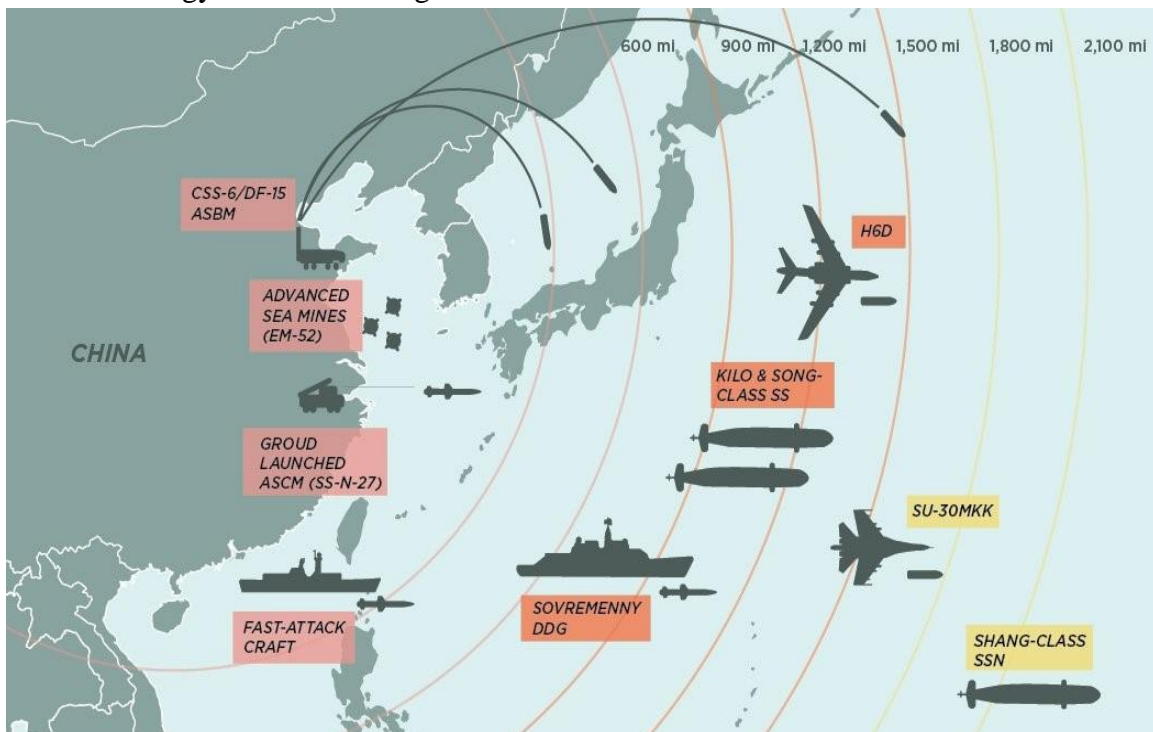 600 mi 900 mi 1,200 mi 1,500 mi 1,800 mi 2,100 mi
CSS-6/DF-15
ASBM
H6D
ADVANCED
SEA MINES
(EM-52)
CHINA
KILO & SONG-
CLASS SS
GROUD
LAUNCHED
ASCM (SS-N-27)
SU-30MKK
FAST-ATTACK
CRAFT
SOVREMENNY
DDG
SHANG-CLASS
SSN